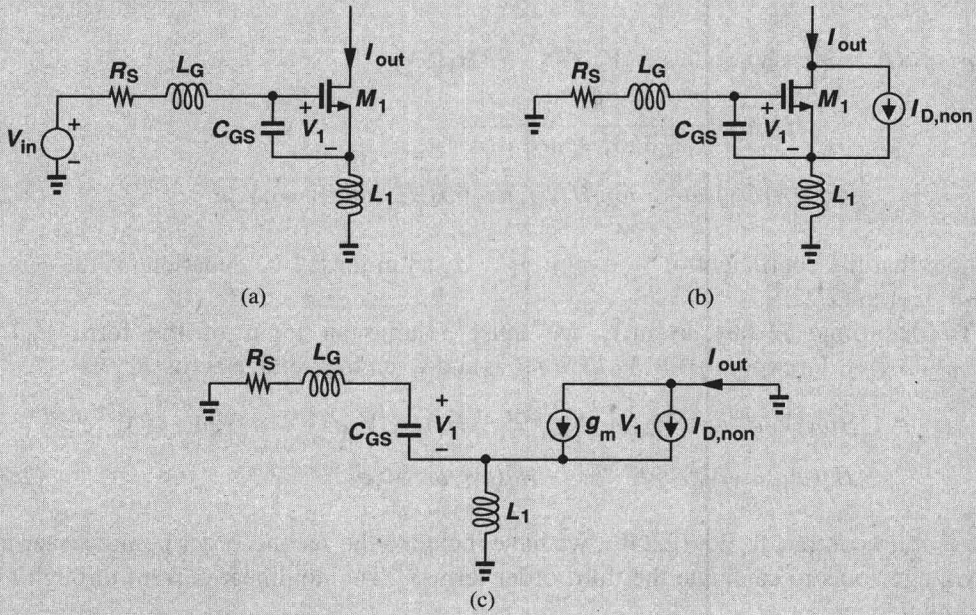 I_out
R_S
L_G
V_in
+
−
C_GS
+
V_1
−
M_1
L_1
(a)
I_out
R_S
L_G
C_GS
+
V_1
−
M_1
I_D,non
L_1
(b)
R_S
L_G
C_GS
+
V_1
−
g_m V_1
I_D,non
I_out
L_1
(c)